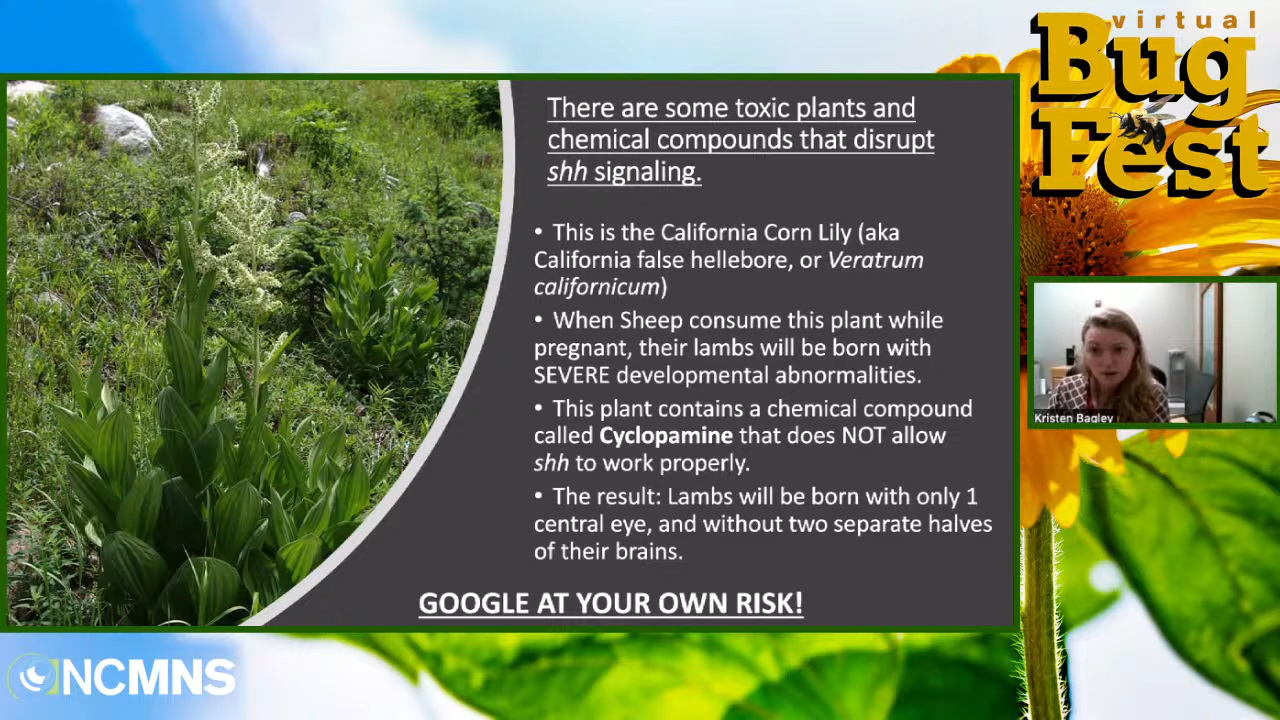 virtual
Bug
Fest
There are some toxic plants and
chemical compounds that disrupt
shh signaling.
• This is the California Corn Lily (aka
California false hellebore, or Veratrum
californicum)
• When Sheep consume this plant while
pregnant, their lambs will be born with
SEVERE developmental abnormalities.
• This plant contains a chemical compound
called Cyclopamine that does NOT allow
shh to work properly.
• The result: Lambs will be born with only 1
central eye, and without two separate halves
of their brains.
GOOGLE AT YOUR OWN RISK!
Kristen Bagley
NCMNS